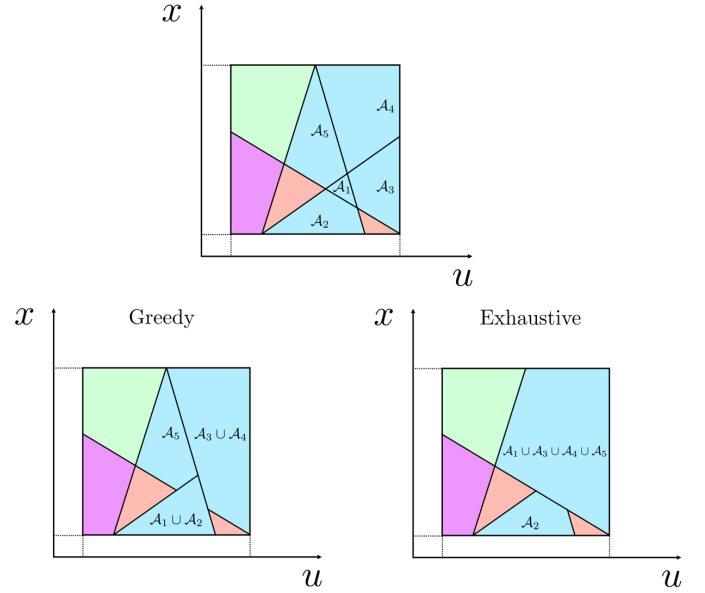 x
𝒜₄
𝒜₅
𝒜₁
𝒜₃
𝒜₂
u
x
Greedy
𝒜₅
𝒜₃ ∪ 𝒜₄
𝒜₁ ∪ 𝒜₂
u
x
Exhaustive
𝒜₁ ∪ 𝒜₃ ∪ 𝒜₄ ∪ 𝒜₅
𝒜₂
u